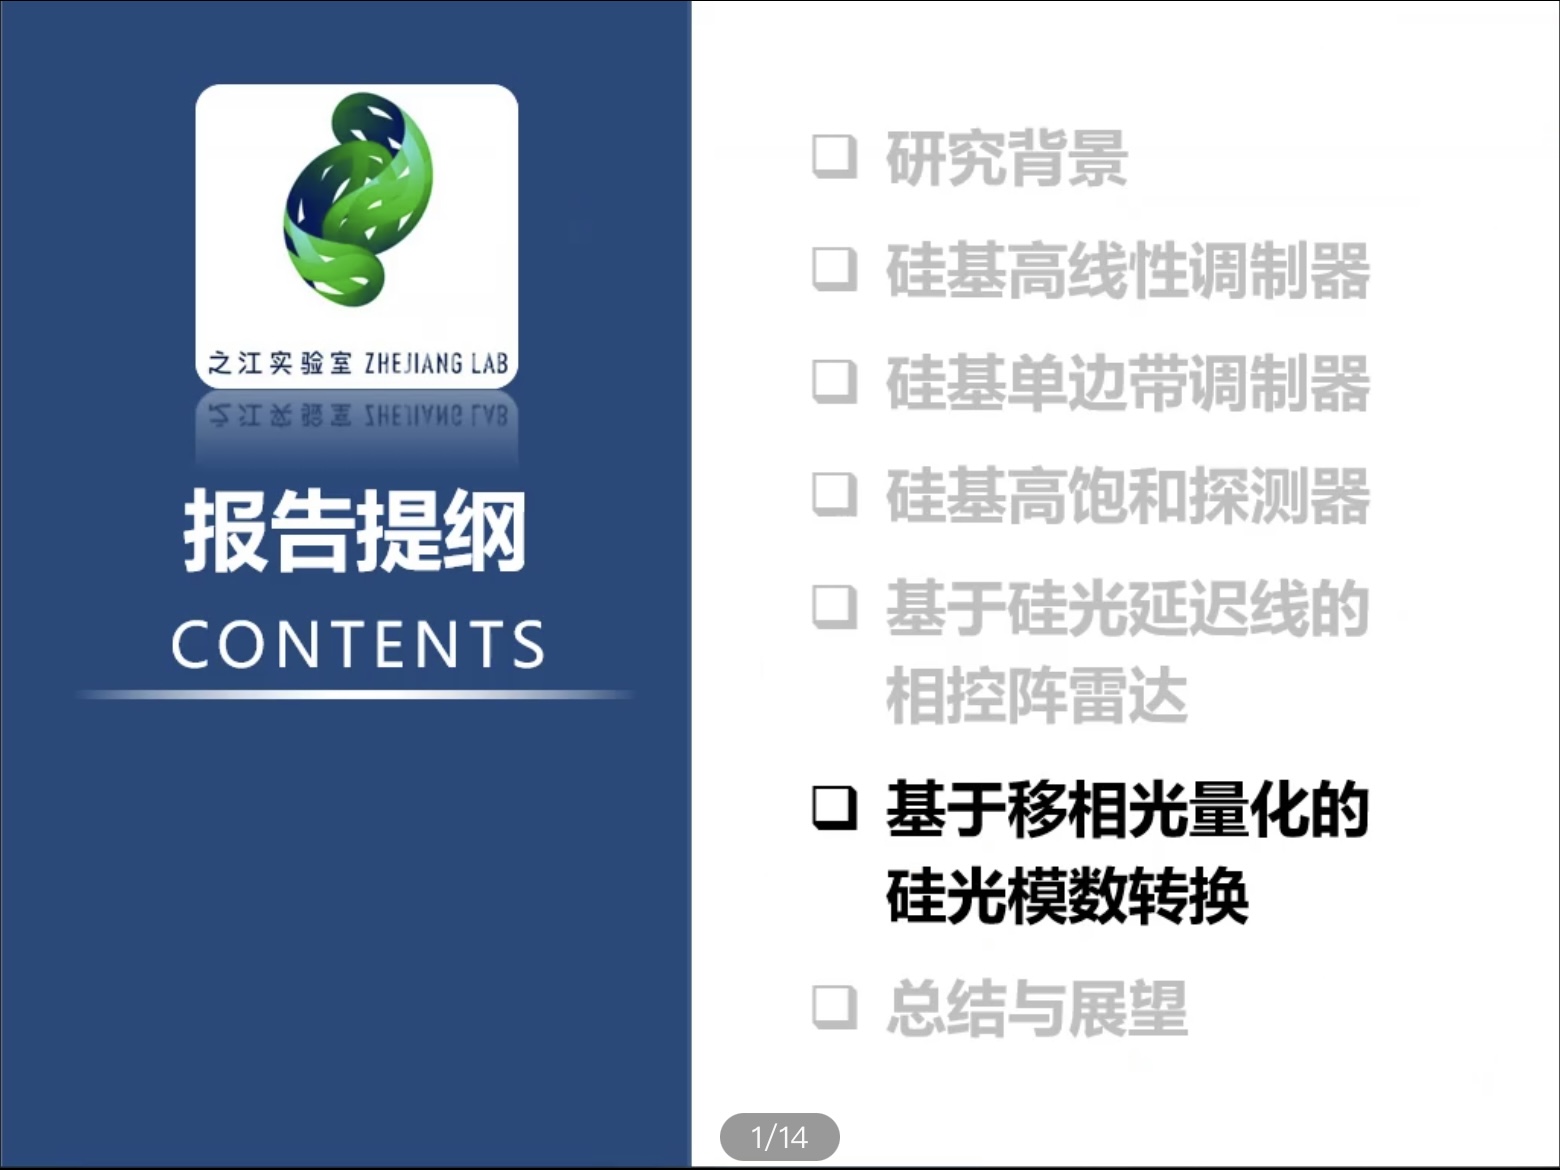 之江实验室 ZHEJIANG LAB
报告提纲
CONTENTS
研究背景
硅基高线性调制器
硅基单边带调制器
硅基高饱和探测器
基于硅光延迟线的
相控阵雷达
基于移相光量化的
硅光模数转换
总结与展望
1/14